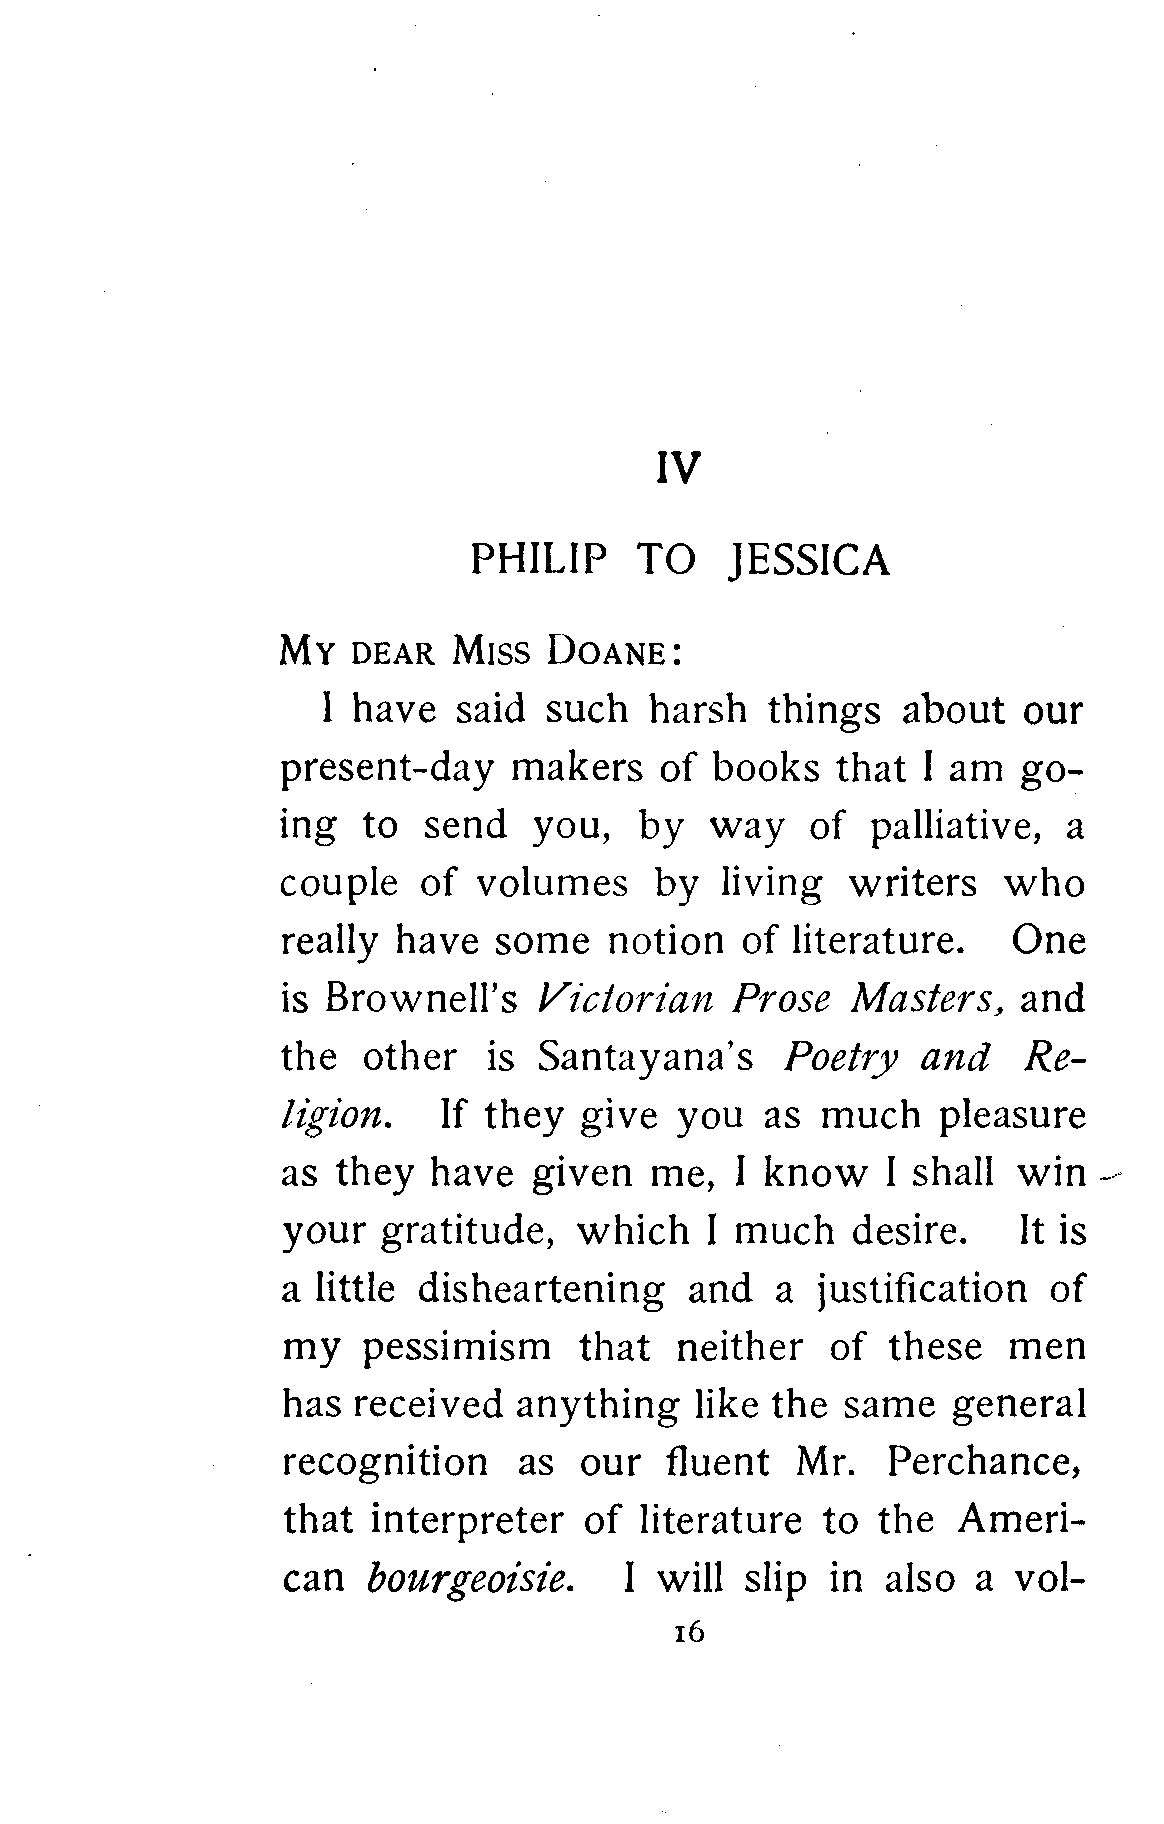 IV
PHILIP TO JESSICA
MY DEAR MISS DOANE:
I have said such harsh things about our
present-day makers of books that I am go-
ing to send you, by way of palliative, a
couple of volumes by living writers who
really have some notion of literature. One
is Brownell's Victorian Prose Masters, and
the other is Santayana's Poetry and Re-
ligion. If they give you as much pleasure
as they have given me, I know I shall win
your gratitude, which I much desire. It is
a little disheartening and a justification of
my pessimism that neither of these men
has received anything like the same general
recognition as our fluent Mr. Perchance,
that interpreter of literature to the Ameri-
can bourgeoisie. I will slip in also a vol-
16